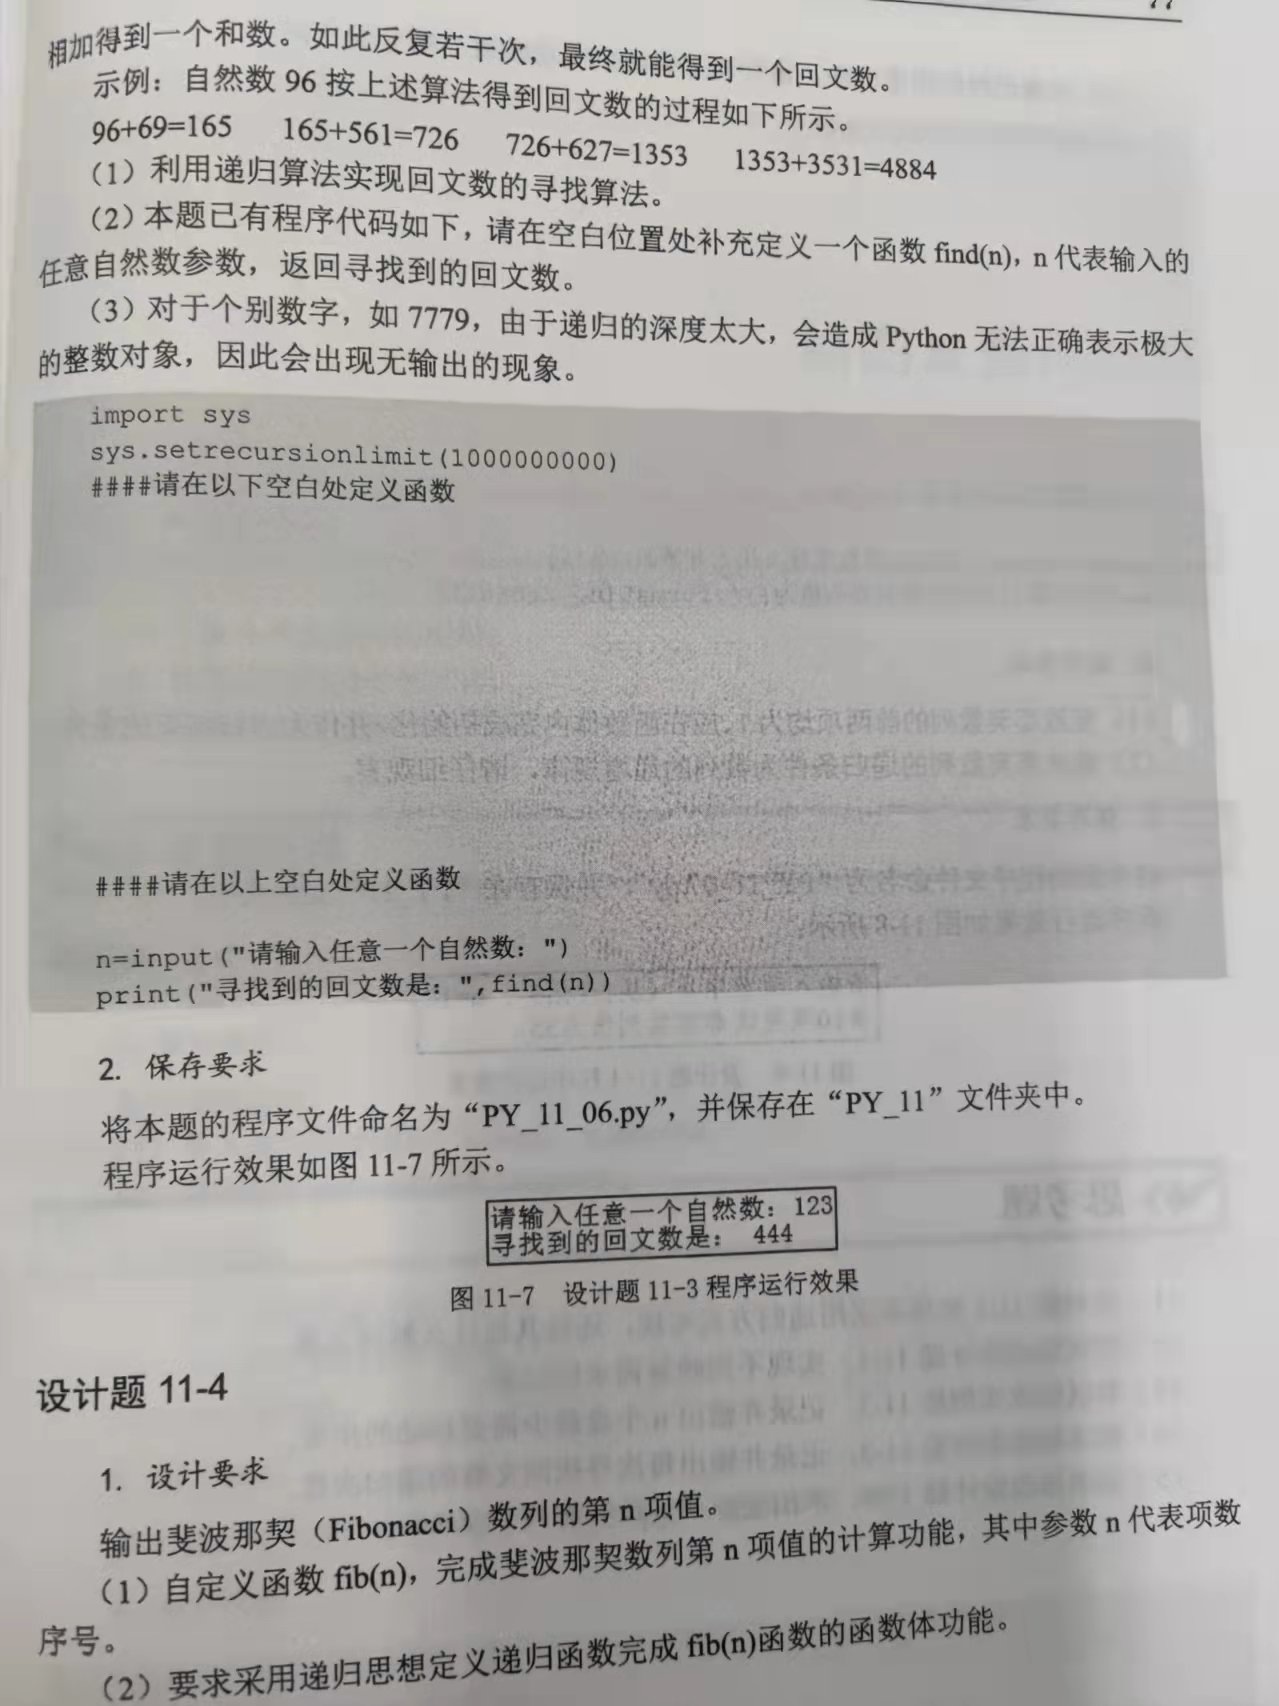 相加得到一个和数。如此反复若干次，最终就能得到一个回文数。
示例：自然数 96 按上述算法得到回文数的过程如下所示。
96+69=165 165+561=726 726+627=1353 1353+3531=4884
（1）利用递归算法实现回文数的寻找算法。
（2）本题已有程序代码如下，请在空白位置处补充定义一个函数 find(n)，n 代表输入的
任意自然数参数，返回寻找到的回文数。
（3）对于个别数字，如 7779，由于递归的深度太大，会造成 Python 无法正确表示极大
的整数对象，因此会出现无输出的现象。
import sys
sys.setrecursionlimit(1000000000)
####请在以下空白处定义函数
####请在以上空白处定义函数
n=input("请输入任意一个自然数：")
print("寻找到的回文数是：",find(n))
2. 保存要求
将本题的程序文件命名为“PY_11_06.py”，并保存在“PY_11”文件夹中。
程序运行效果如图 11-7 所示。
请输入任意一个自然数：123
寻找到的回文数是： 444
图 11-7 设计题 11-3 程序运行效果
设计题 11-4
1. 设计要求
输出斐波那契（Fibonacci）数列的第 n 项值。
（1）自定义函数 fib(n)，完成斐波那契数列第 n 项值的计算功能，其中参数 n 代表项数
序号。
（2）要求采用递归思想定义递归函数完成 fib(n)函数的函数体功能。